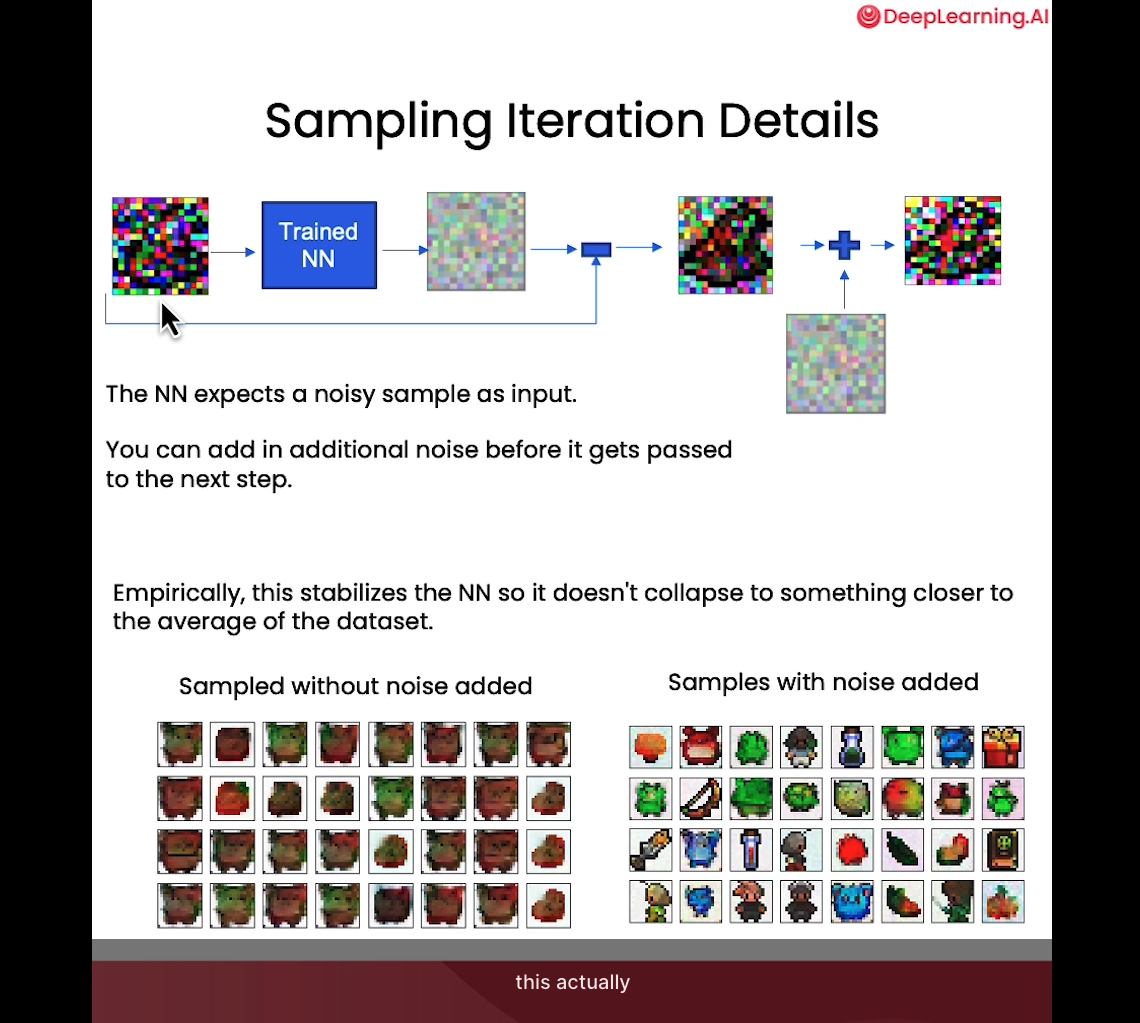 DeepLearning.AI
Sampling Iteration Details
Trained
NN
The NN expects a noisy sample as input.
You can add in additional noise before it gets passed
to the next step.
Empirically, this stabilizes the NN so it doesn't collapse to something closer to
the average of the dataset.
Sampled without noise added
Samples with noise added
this actually